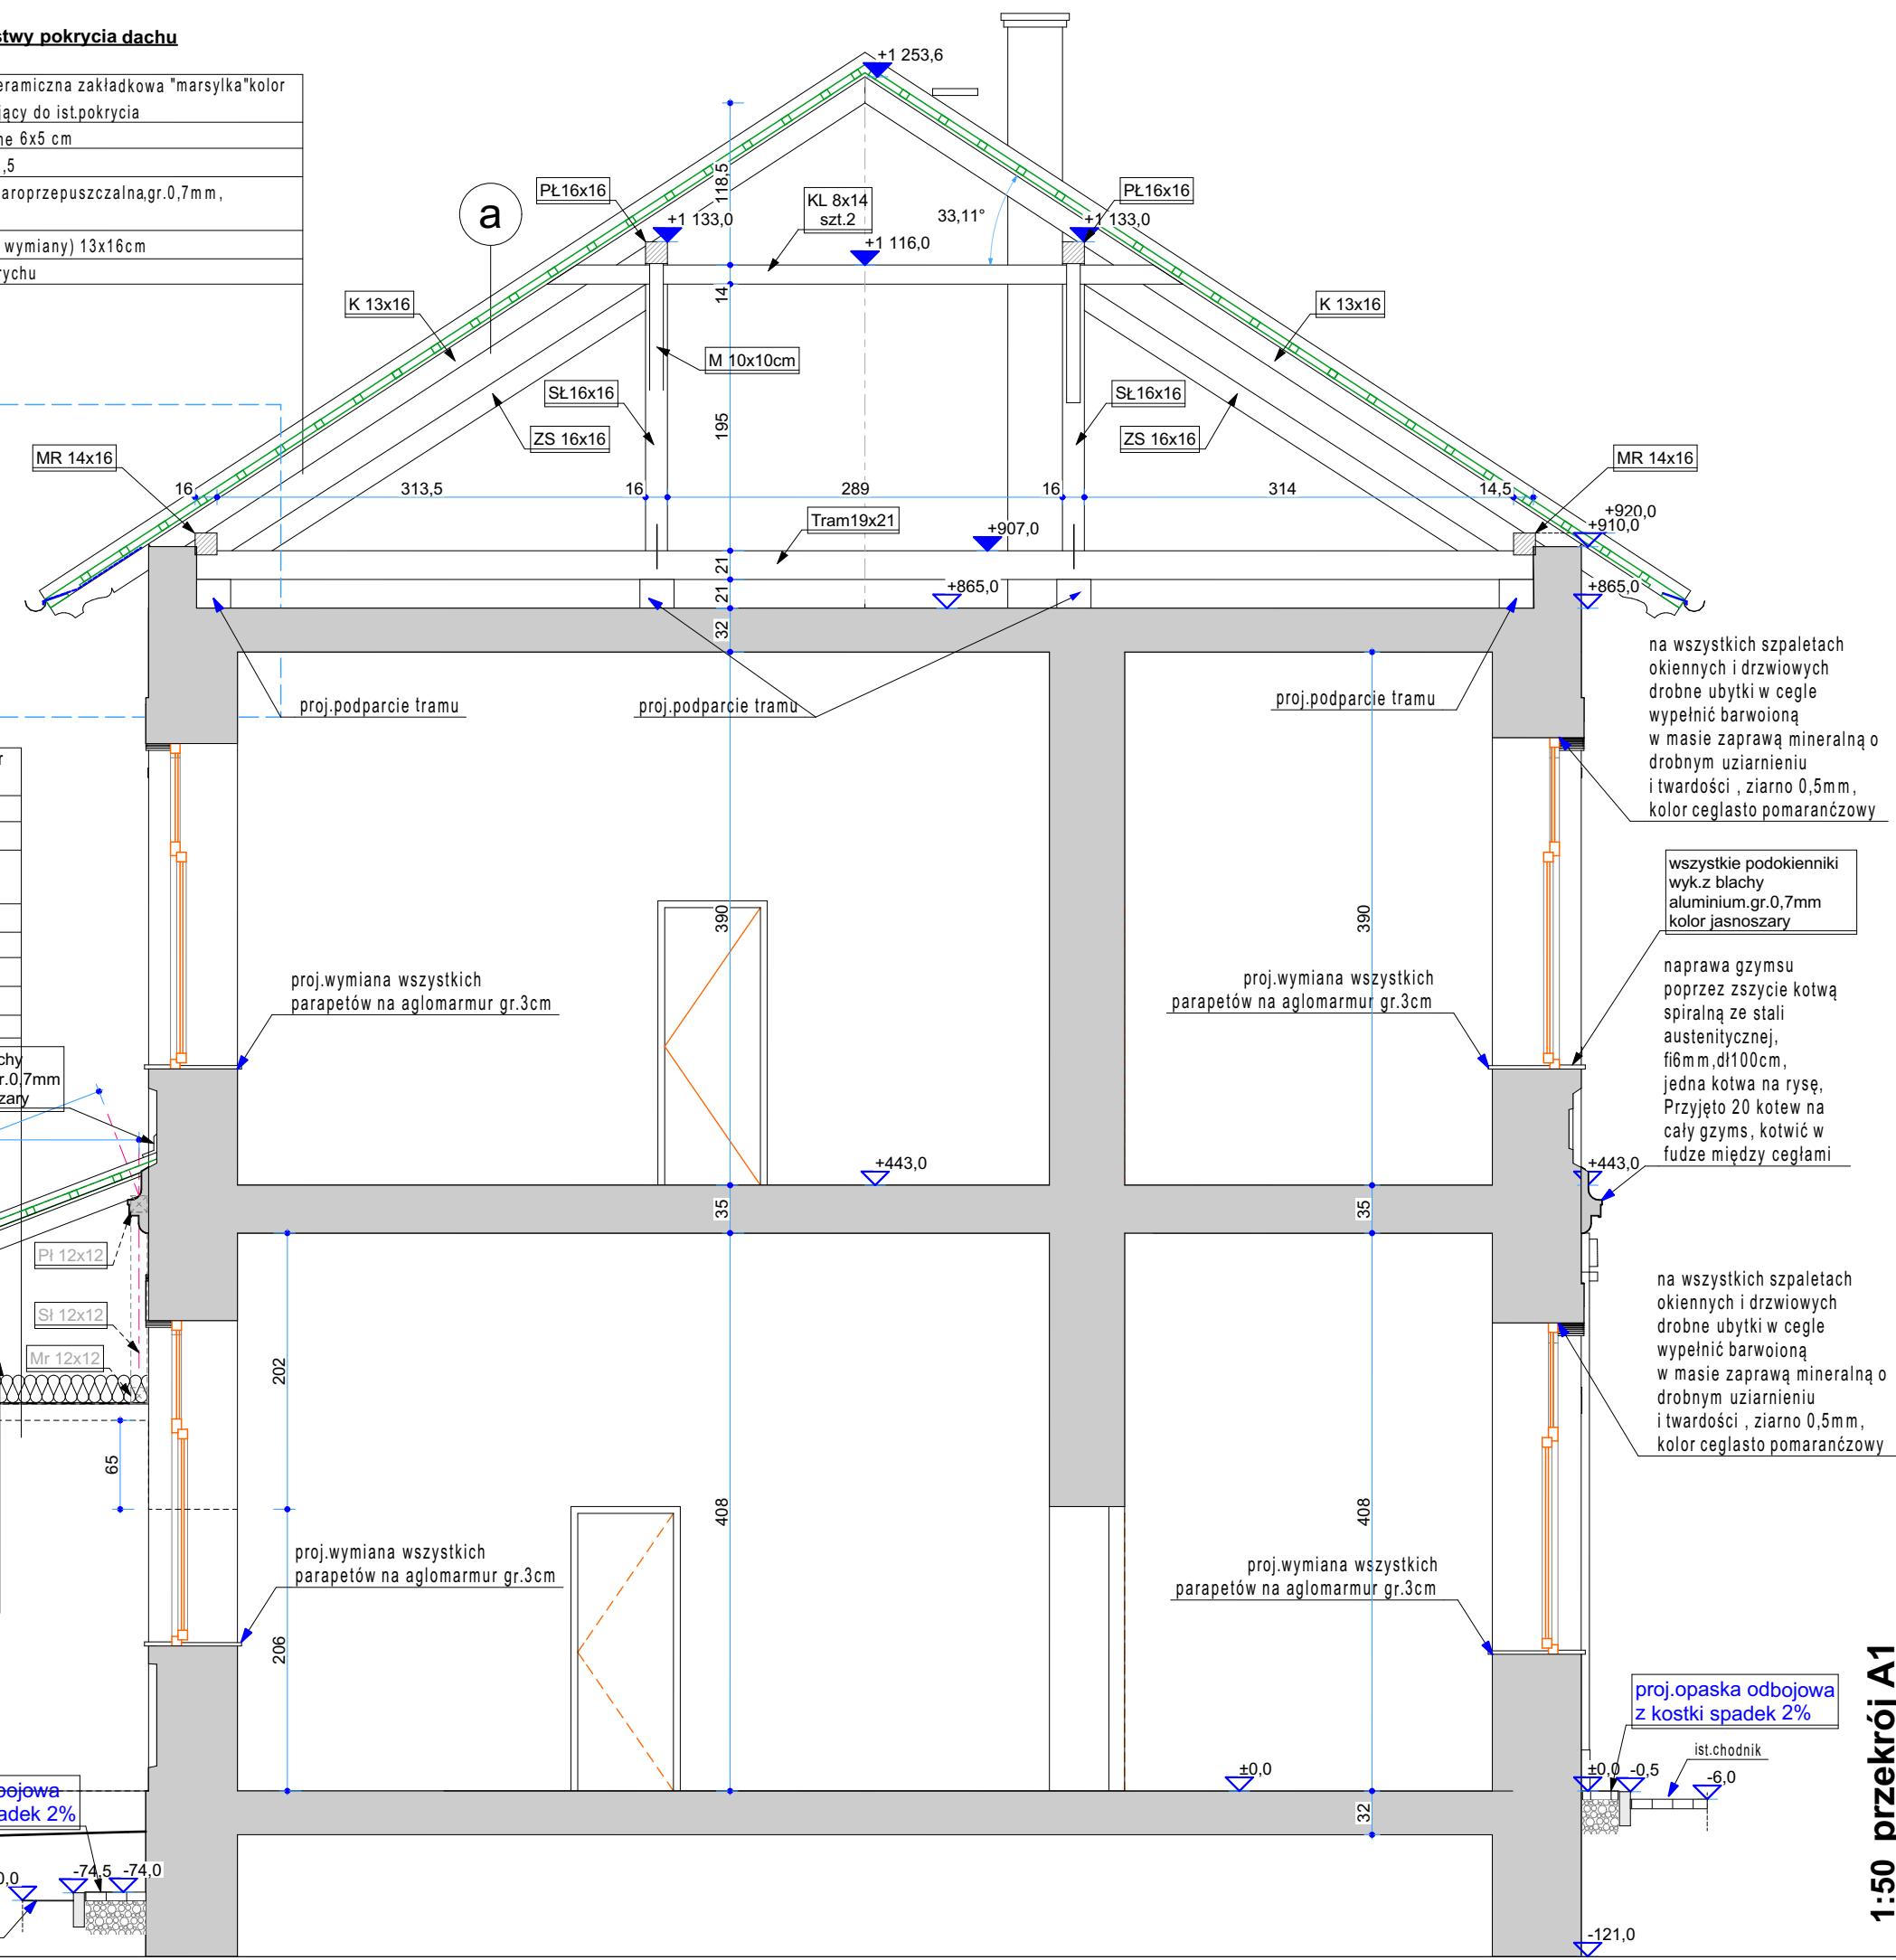 stwy pokrycia dachu
eramiczna zakładkowa "marsylka"kolor
jący do ist.pokrycia
ne 6x5 cm
,5
aroprzepuszczalna,gr.0,7mm,
wymiany) 13x16cm
rychu
+1 253,6
118,5
PŁ16x16
PŁ16x16
KL 8x14
szt.2
33,11°
a
+1 133,0
+1 133,0
+1 116,0
14
K 13x16
K 13x16
M 10x10cm
SŁ16x16
SŁ16x16
195
ZS 16x16
ZS 16x16
MR 14x16
MR 14x16
16
313,5
16
289
16
314
14,5
Tram19x21
+907,0
+920,0
+910,0
21
21
32
+865,0
+865,0
proj.podparcie tramu
proj.podparcie tramu
proj.podparcie tramu
na wszystkich szpaletach
okiennych i drzwiowych
drobne ubytki w cegle
wypełnić barwoioną
w masie zaprawą mineralną o
drobnym uziarnieniu
i twardości , ziarno 0,5mm,
kolor ceglasto pomarańczowy
r
wszystkie podokienniki
wyk.z blachy
aluminium.gr.0,7mm
kolor jasnoszary
390
390
proj.wymiana wszystkich
parapetów na aglomarmur gr.3cm
proj.wymiana wszystkich
parapetów na aglomarmur gr.3cm
naprawa gzymsu
poprzez zszycie kotwą
spiralną ze stali
austenitycznej,
fi6mm,dł100cm,
jedna kotwa na rysę,
Przyjęto 20 kotew na
cały gzyms, kotwić w
fudze między cegłami
chy
r.0,7mm
zary
+443,0
+443,0
35
35
Pł 12x12
Sł 12x12
Mr 12x12
na wszystkich szpaletach
okiennych i drzwiowych
drobne ubytki w cegle
wypełnić barwoioną
w masie zaprawą mineralną o
drobnym uziarnieniu
i twardości , ziarno 0,5mm,
kolor ceglasto pomarańczowy
202
65
408
408
proj.wymiana wszystkich
parapetów na aglomarmur gr.3cm
proj.wymiana wszystkich
parapetów na aglomarmur gr.3cm
206
proj.opaska odbojowa
z kostki spadek 2%
ist.chodnik
±0,0
±0,0
-0,5
-6,0
32
bojowa
adek 2%
0,0
-74,5
-74,0
-121,0
1:50 przekrój A1